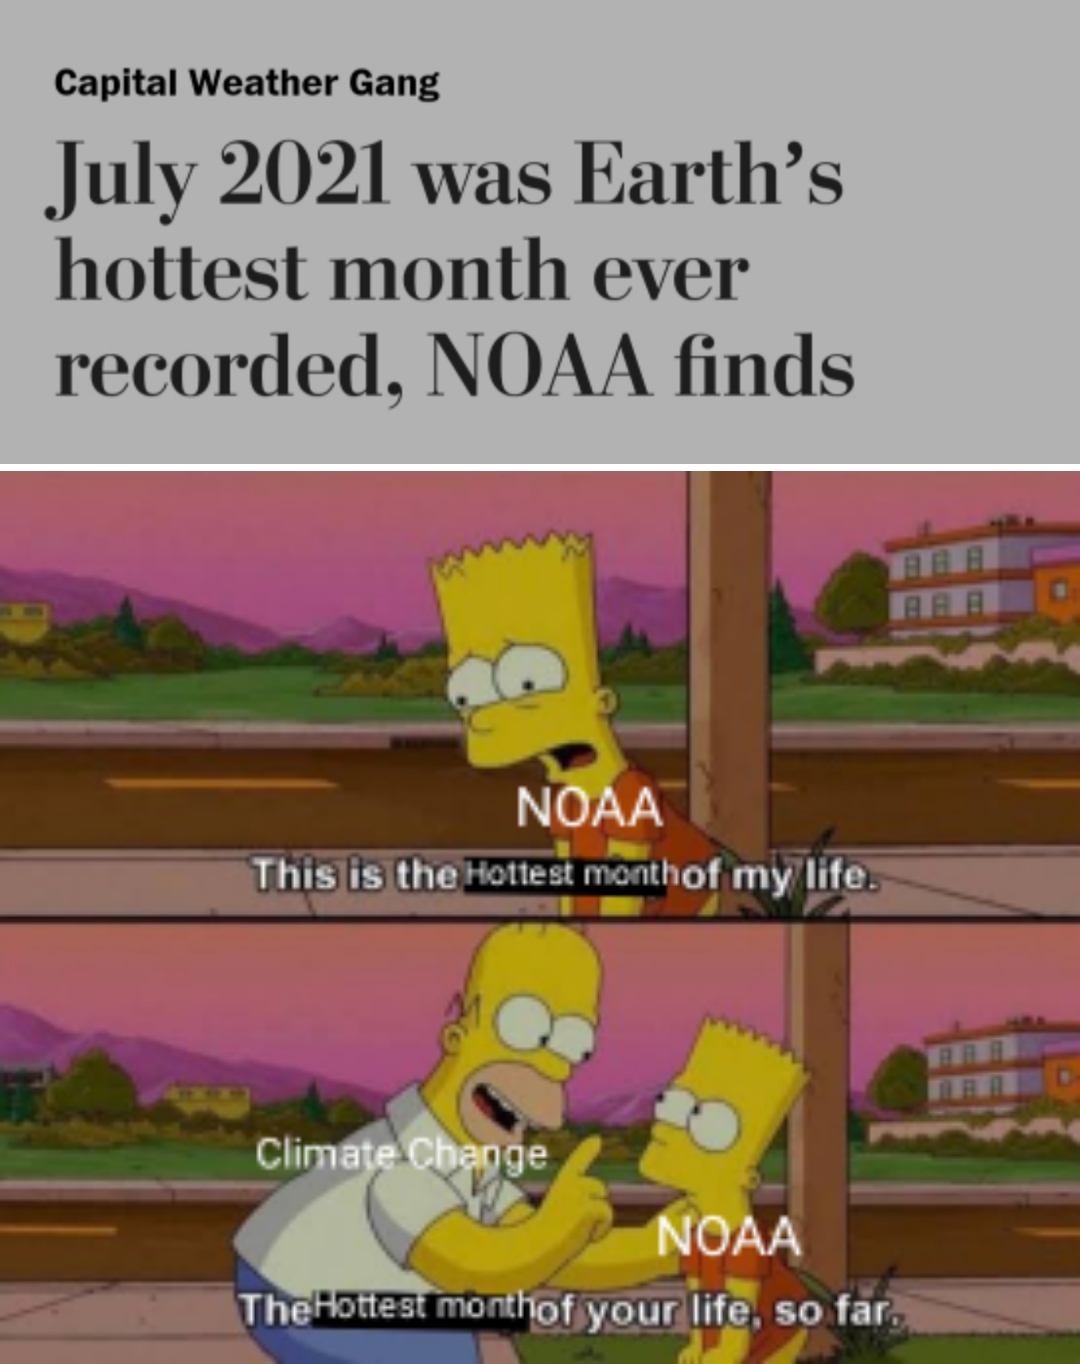 Capital Weather Gang
July 2021 was Earth’s
hottest month ever
recorded, NOAA finds
NOAA
This is the Hottest month of my life.
Climate Change
NOAA
The Hottest month of your life, so far.